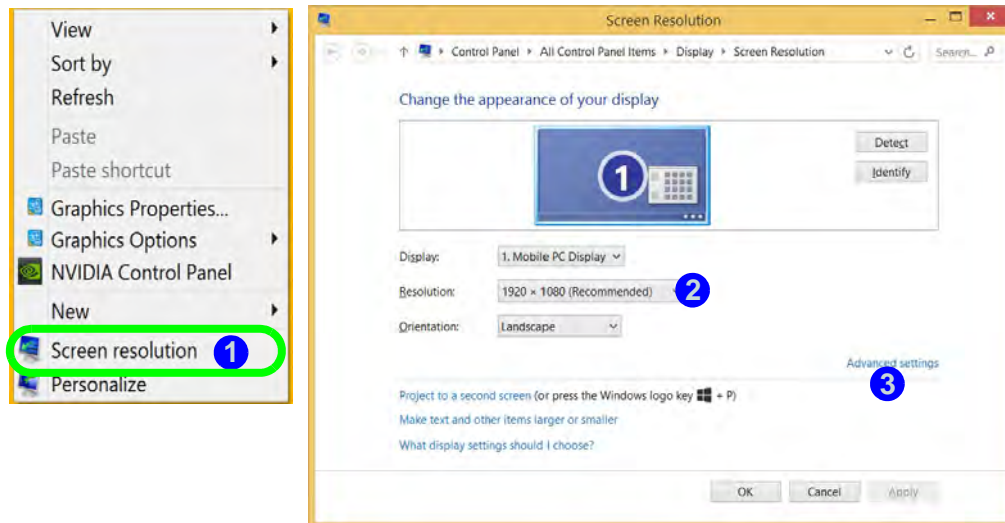 View
Sort by
Refresh
Paste
Paste shortcut
Graphics Properties...
Graphics Options
NVIDIA Control Panel
New
Screen resolution 1
Personalize
Screen Resolution
Control Panel ▸ All Control Panel Items ▸ Display ▸ Screen Resolution
Search...
Change the appearance of your display
1
Detect
Identify
Display: 1. Mobile PC Display
Resolution: 1920 × 1080 (Recommended) 2
Orientation: Landscape
Advanced settings
3
Project to a second screen (or press the Windows logo key + P)
Make text and other items larger or smaller
What display settings should I choose?
OK Cancel Apply